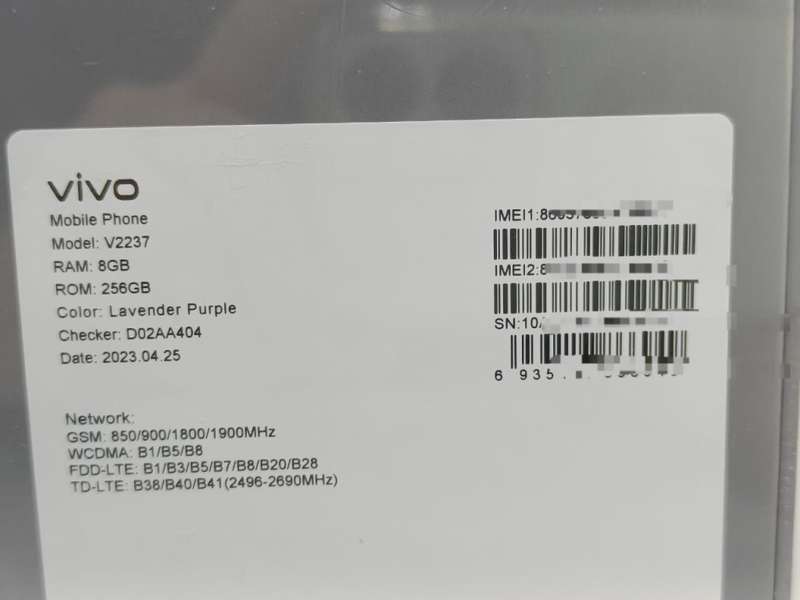 vivo
Mobile Phone
Model: V2237
RAM: 8GB
ROM: 256GB
Color: Lavender Purple
Checker: D02AA404
Date: 2023.04.25
Network:
GSM: 850/900/1800/1900MHz
WCDMA: B1/B5/B8
FDD-LTE: B1/B3/B5/B7/B8/B20/B28
TD-LTE: B38/B40/B41(2496-2690MHz)
IMEI1:
IMEI2:
SN:
6 935